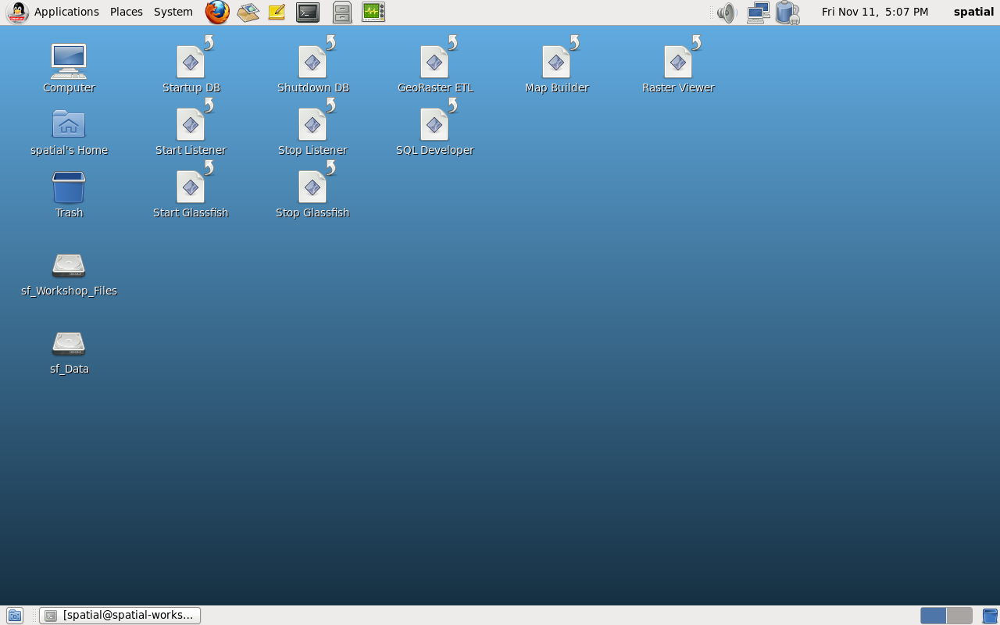 Applications Places System Fri Nov 11, 5:07 PM spatial
Computer Startup DB Shutdown DB GeoRaster ETL Map Builder Raster Viewer
spatial's Home Start Listener Stop Listener SQL Developer
Trash Start Glassfish Stop Glassfish
sf_Workshop_Files
sf_Data
[spatial@spatial-works...